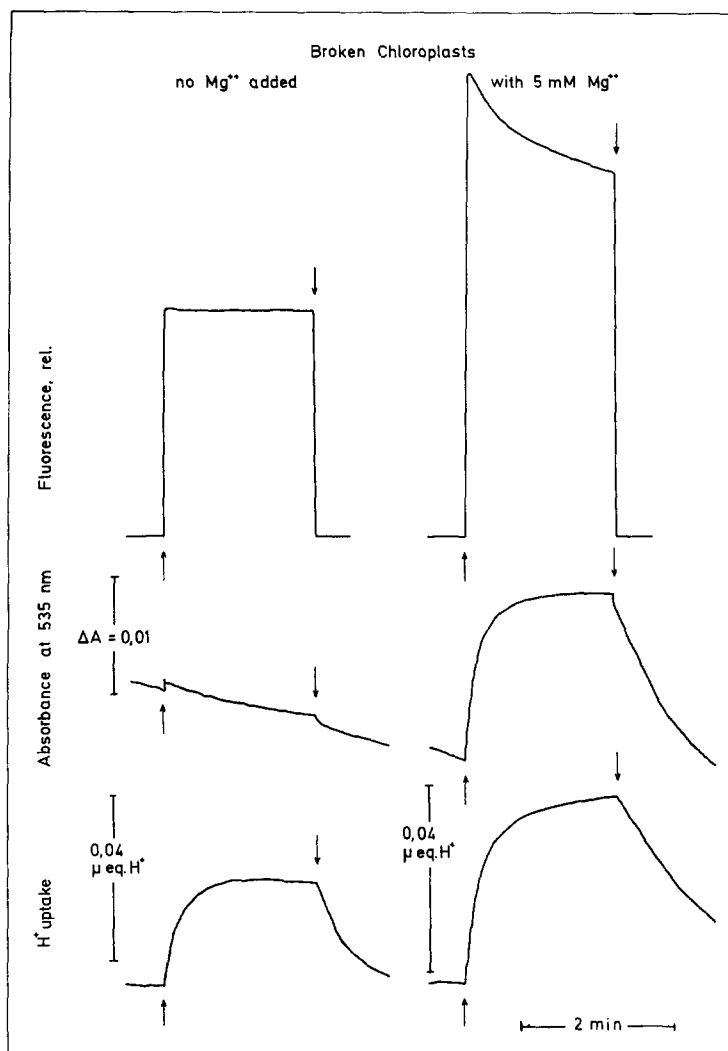 Broken Chloroplasts
no Mg⁺⁺ added
with 5 mM Mg⁺⁺
Fluorescence, rel.
Absorbance at 535 nm
ΔA = 0,01
H⁺uptake
0,04
μ eq.H⁺
0,04
μ eq.H⁺
2 min